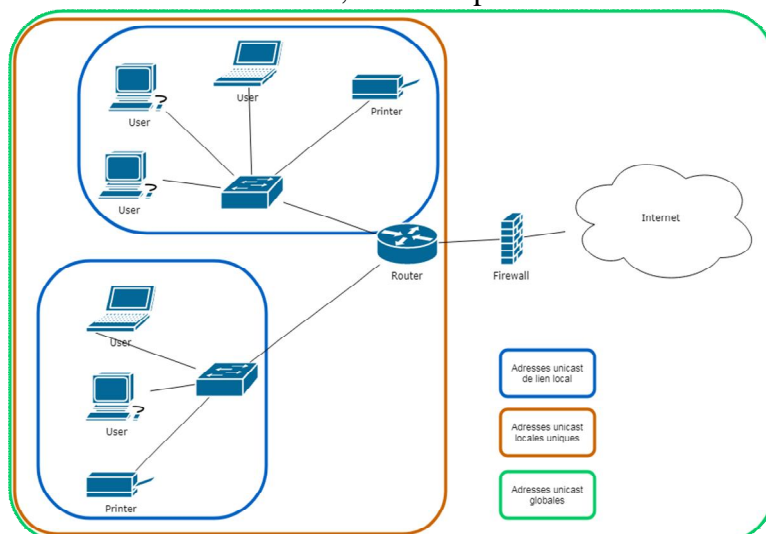 User
User
Printer
User
Internet
Router
Firewall
User
User
Printer
Adresses unicast
de lien local
Adresses unicast
locales uniques
Adresses unicast
globales